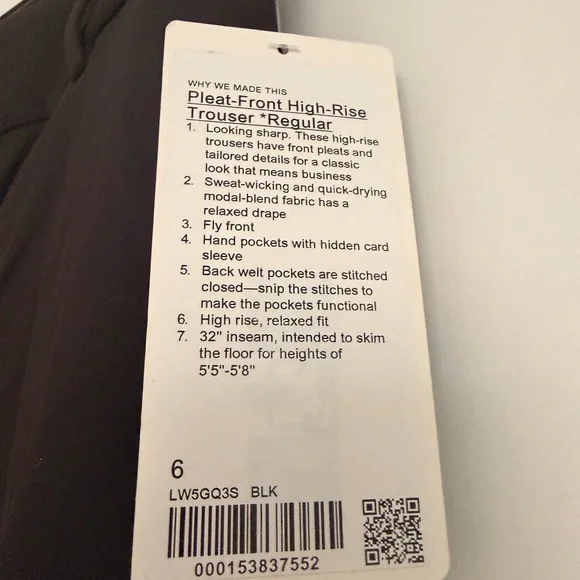 WHY WE MADE THIS
Pleat-Front High-Rise
Trouser *Regular
1. Looking sharp. These high-rise
trousers have front pleats and
tailored details for a classic
look that means business
2. Sweat-wicking and quick-drying
modal-blend fabric has a
relaxed drape
3. Fly front
4. Hand pockets with hidden card
sleeve
5. Back welt pockets are stitched
closed—snip the stitches to
make the pockets functional
6. High rise, relaxed fit
7. 32" inseam, intended to skim
the floor for heights of
5'5"-5'8"
6
LW5GQ3S BLK
000153837552